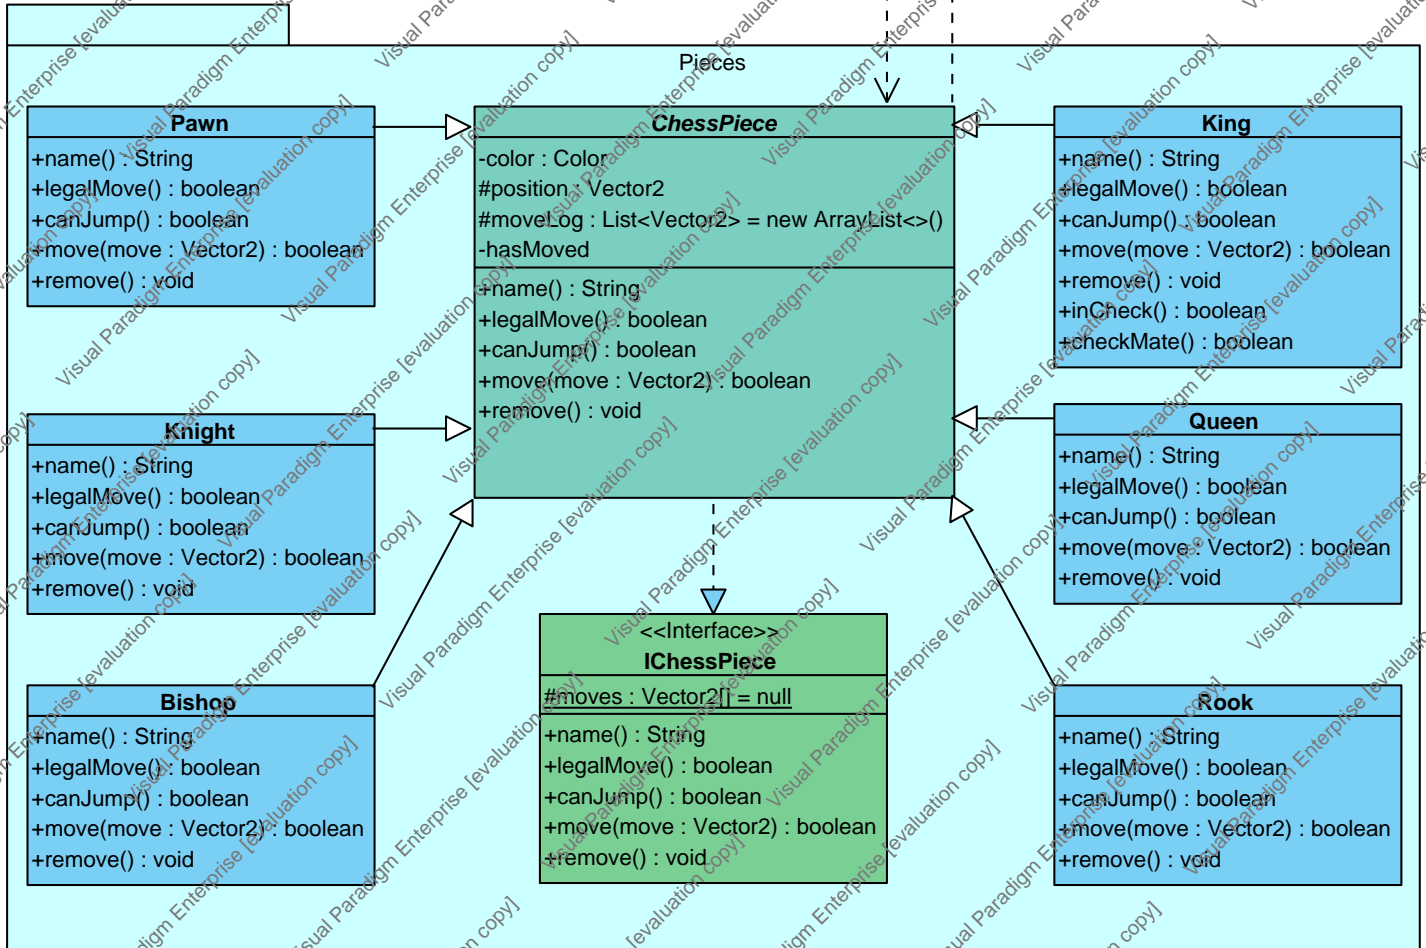 Pieces
Pawn
+name() : String
+legalMove() : boolean
+canJump() : boolean
+move(move : Vector2) : boolean
+remove() : void
ChessPiece
-color : Color
#position : Vector2
#moveLog : List<Vector2> = new ArrayList<>()
-hasMoved
+name() : String
+legalMove() : boolean
+canJump() : boolean
+move(move : Vector2) : boolean
+remove() : void
King
+name() : String
+legalMove() : boolean
+canJump() : boolean
+move(move : Vector2) : boolean
+remove() : void
+inCheck() : boolean
+checkMate() : boolean
Knight
+name() : String
+legalMove() : boolean
+canJump() : boolean
+move(move : Vector2) : boolean
+remove() : void
Queen
+name() : String
+legalMove() : boolean
+canJump() : boolean
+move(move : Vector2) : boolean
+remove() : void
<<Interface>>
IChessPiece
#moves : Vector2[] = null
+name() : String
+legalMove() : boolean
+canJump() : boolean
+move(move : Vector2) : boolean
+remove() : void
Bishop
+name() : String
+legalMove() : boolean
+canJump() : boolean
+move(move : Vector2) : boolean
+remove() : void
Rook
+name() : String
+legalMove() : boolean
+canJump() : boolean
+move(move : Vector2) : boolean
+remove() : void
Visual Paradigm Enterprise [evaluation copy]